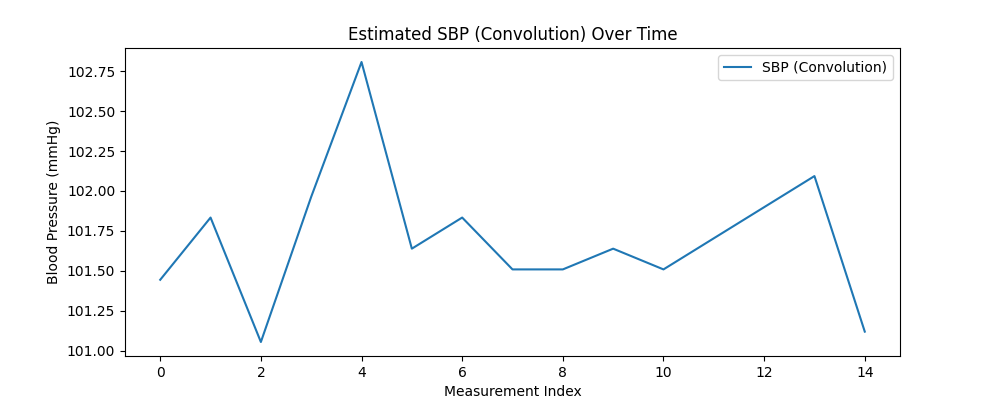 Estimated SBP (Convolution) Over Time
SBP (Convolution)
Blood Pressure (mmHg)
102.75
102.50
102.25
102.00
101.75
101.50
101.25
101.00
0 2 4 6 8 10 12 14
Measurement Index